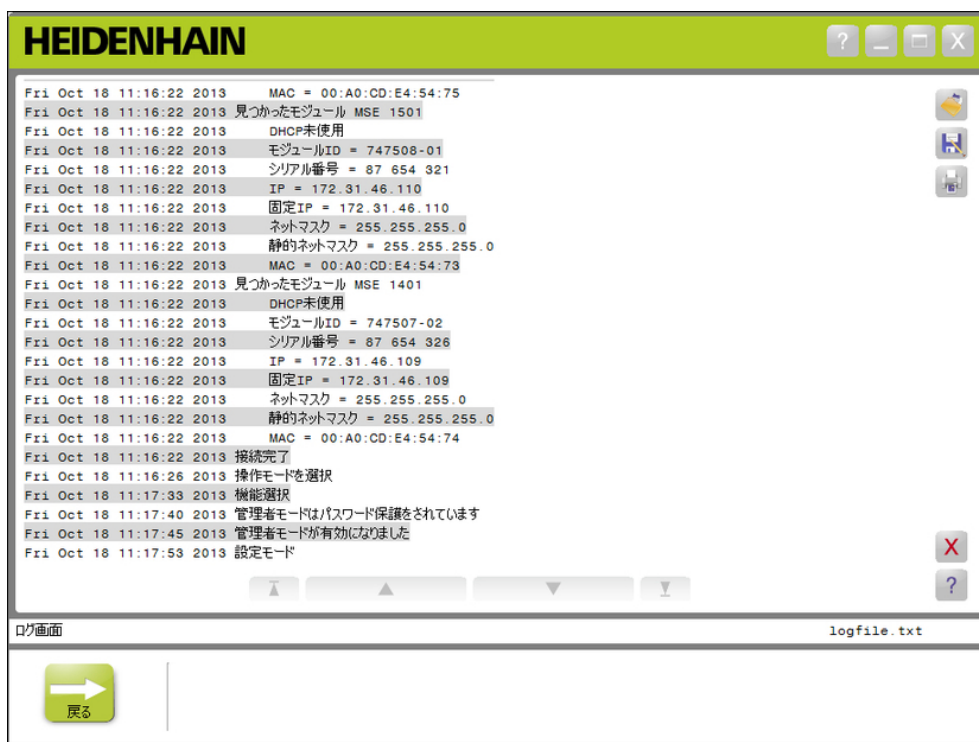 HEIDENHAIN
? _ X
Fri Oct 18 11:16:22 2013 MAC = 00:A0:CD:E4:54:75
Fri Oct 18 11:16:22 2013 見つかったモジュール MSE 1501
Fri Oct 18 11:16:22 2013 DHCP未使用
Fri Oct 18 11:16:22 2013 モジュールID = 747508-01
Fri Oct 18 11:16:22 2013 シリアル番号 = 87 654 321
Fri Oct 18 11:16:22 2013 IP = 172.31.46.110
Fri Oct 18 11:16:22 2013 固定IP = 172.31.46.110
Fri Oct 18 11:16:22 2013 ネットマスク = 255.255.255.0
Fri Oct 18 11:16:22 2013 静的ネットマスク = 255.255.255.0
Fri Oct 18 11:16:22 2013 MAC = 00:A0:CD:E4:54:73
Fri Oct 18 11:16:22 2013 見つかったモジュール MSE 1401
Fri Oct 18 11:16:22 2013 DHCP未使用
Fri Oct 18 11:16:22 2013 モジュールID = 747507-02
Fri Oct 18 11:16:22 2013 シリアル番号 = 87 654 326
Fri Oct 18 11:16:22 2013 IP = 172.31.46.109
Fri Oct 18 11:16:22 2013 固定IP = 172.31.46.109
Fri Oct 18 11:16:22 2013 ネットマスク = 255.255.255.0
Fri Oct 18 11:16:22 2013 静的ネットマスク = 255.255.255.0
Fri Oct 18 11:16:22 2013 MAC = 00:A0:CD:E4:54:74
Fri Oct 18 11:16:22 2013 接続完了
Fri Oct 18 11:16:26 2013 操作モードを選択
Fri Oct 18 11:17:33 2013 機能選択
Fri Oct 18 11:17:40 2013 管理者モードはパスワード保護をされています
Fri Oct 18 11:17:45 2013 管理者モードが有効になりました
Fri Oct 18 11:17:53 2013 設定モード
X
?
ログ画面 logfile.txt
戻る